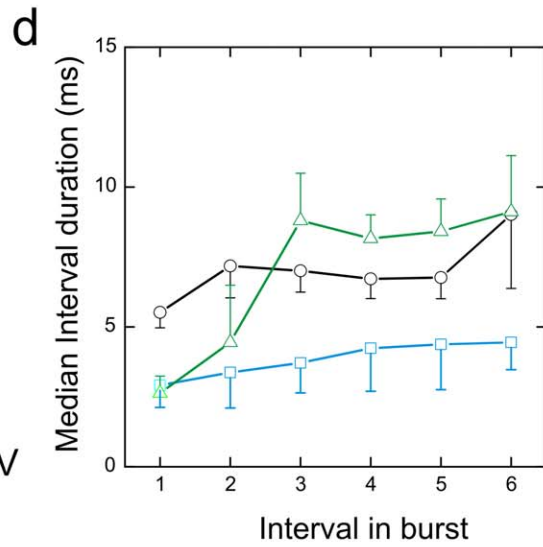 d
15
10
5
0
Median Interval duration (ms)
V
1 2 3 4 5 6
Interval in burst